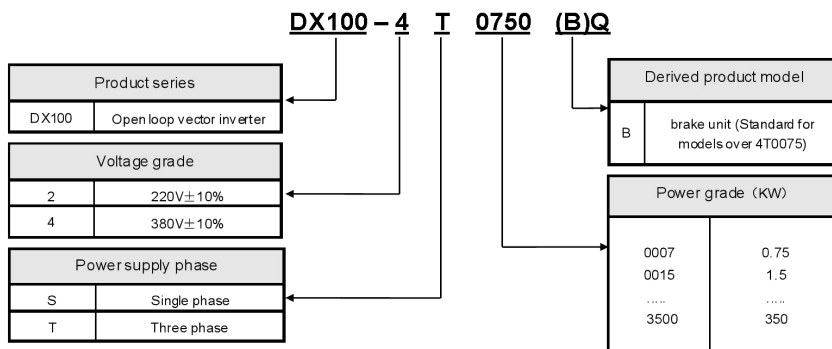 DX100 – 4 T 0750 (B)Q
Product series
DX100 Open loop vector inverter
Voltage grade
2 220V±10%
4 380V±10%
Power supply phase
S Single phase
T Three phase
Derived product model
B brake unit (Standard for
models over 4T0075)
Power grade（KW）
0007 0.75
0015 1.5
..... .....
3500 350